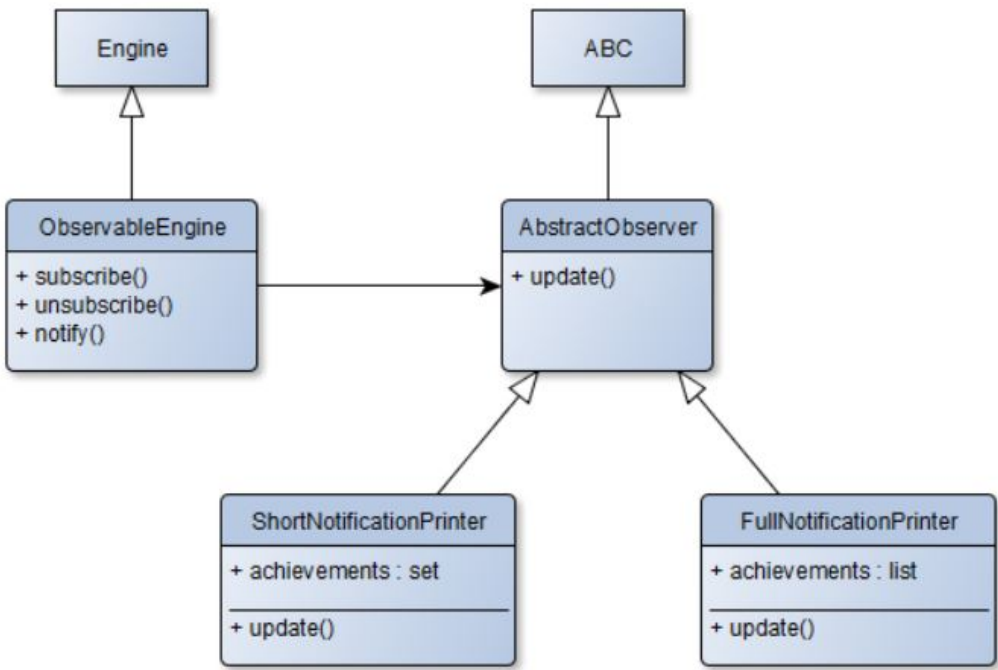 Engine
ABC
ObservableEngine
+ subscribe()
+ unsubscribe()
+ notify()
AbstractObserver
+ update()
ShortNotificationPrinter
+ achievements : set
+ update()
FullNotificationPrinter
+ achievements : list
+ update()